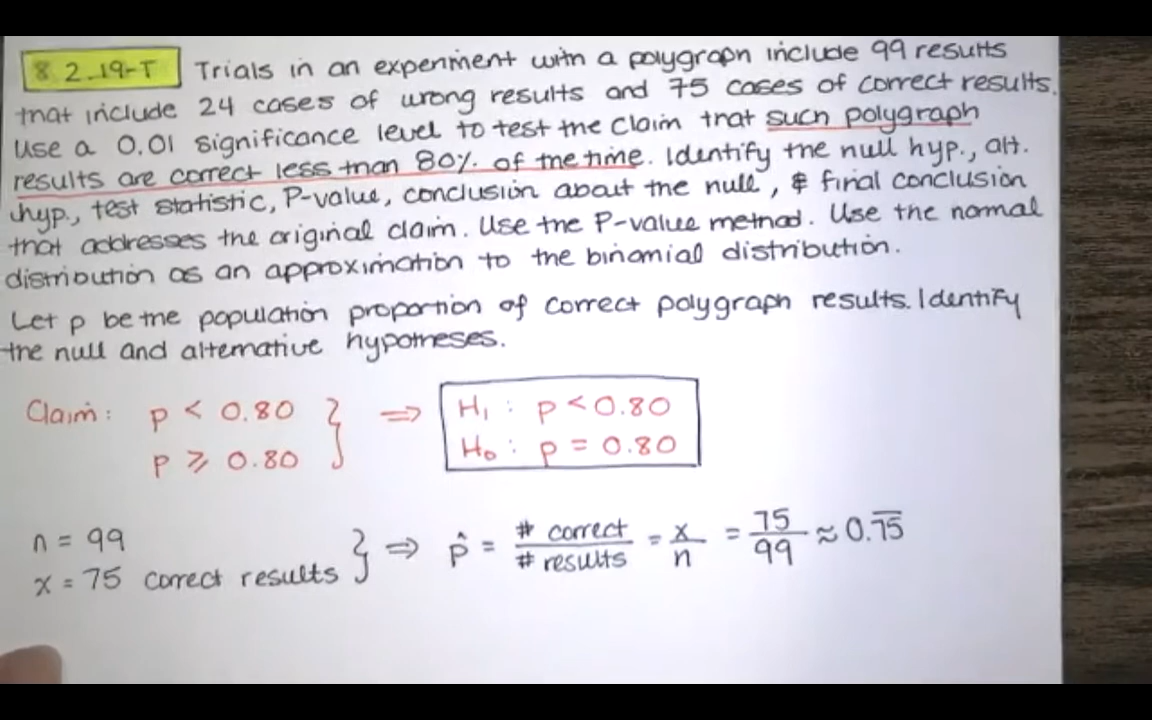 8.2.19-T Trials in an experiment with a polygraph include 99 results
that include 24 cases of wrong results and 75 cases of correct results.
Use a 0.01 significance level to test the claim that such polygraph
results are correct less than 80% of the time. Identify the null hyp., alt.
hyp., test statistic, P-value, conclusion about the null, & final conclusion
that addresses the original claim. Use the P-value method. Use the normal
distribution as an approximation to the binomial distribution.
Let p be the population proportion of correct polygraph results. Identify
the null and alternative hypotheses.
Claim: p < 0.80 } ⇒ H₁ : p < 0.80
p ⩾ 0.80 H₀ : p = 0.80
n = 99
x = 75 correct results } ⇒ p̂ = # correct / # results = x / n = 75 / 99 ≈ 0.7̅5̅